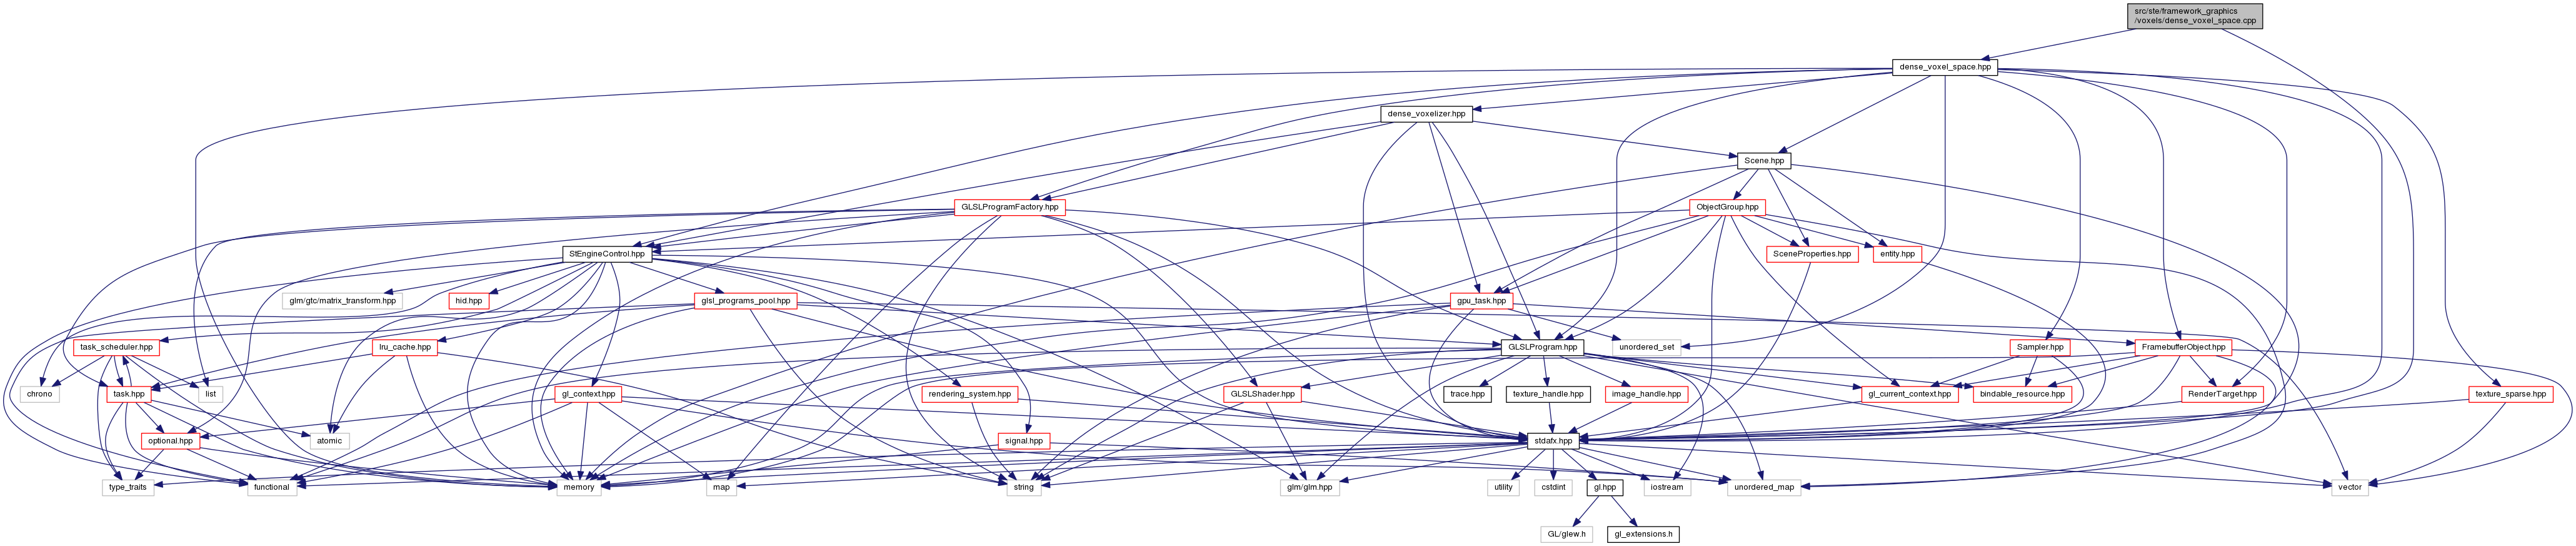 src/ste/framework_graphics
/voxels/dense_voxel_space.cpp
dense_voxel_space.hpp
dense_voxelizer.hpp
Scene.hpp
GLSLProgramFactory.hpp
ObjectGroup.hpp
StEngineControl.hpp
SceneProperties.hpp
entity.hpp
glm/gtc/matrix_transform.hpp
hid.hpp
glsl_programs_pool.hpp
gpu_task.hpp
task_scheduler.hpp
lru_cache.hpp
unordered_set
GLSLProgram.hpp
Sampler.hpp
FramebufferObject.hpp
chrono
task.hpp
list
gl_context.hpp
rendering_system.hpp
GLSLShader.hpp
trace.hpp
texture_handle.hpp
image_handle.hpp
gl_current_context.hpp
bindable_resource.hpp
RenderTarget.hpp
texture_sparse.hpp
optional.hpp
atomic
signal.hpp
stdafx.hpp
type_traits
functional
memory
map
string
glm/glm.hpp
utility
cstdint
gl.hpp
iostream
unordered_map
vector
GL/glew.h
gl_extensions.h